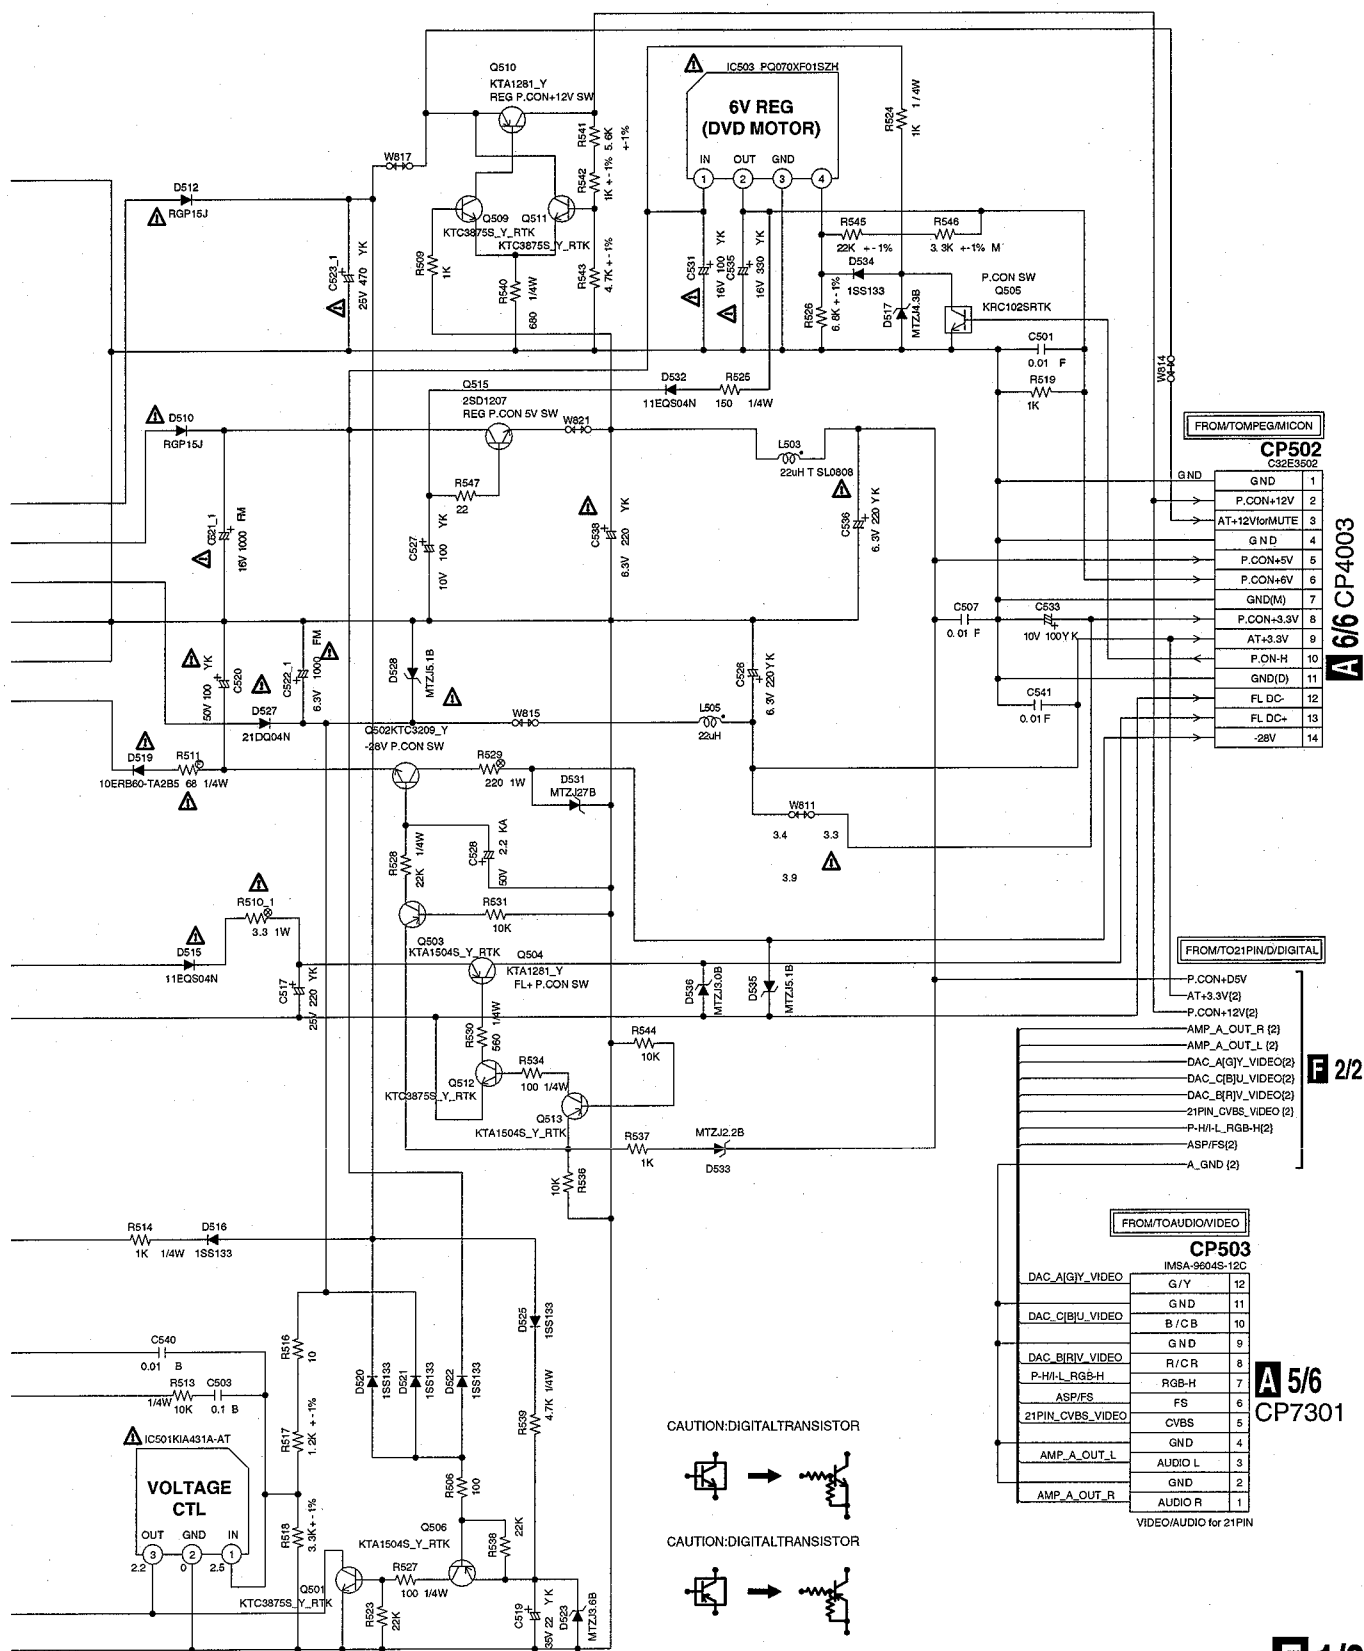 Q510
KTA1281_Y
REG P.CON+12V SW
W817
R541
5.6K
+-1%
R542
1K +-1%
IC503 PQ070XF01SZH
6V REG
(DVD MOTOR)
IN OUT GND
1 2 3 4
R524
1K 1/4W
D512
RGP15J
Q509
KTC3875S_Y_RTK
Q511
KTC3875S_Y_RTK
R509
1K
R540
1/4W
680
R543
4.7K +-1%
C523_1
25V 470 YK
C531
16V 100 YK
C535
16V 330 YK
R545
22K +-1%
R546
3.3K +-1% M
D534
1SS133
R526
6.8K +-1%
D517
MTZJ4.3B
P.CON SW
Q505
KRC102SRTK
C501
0.01 F
R519
1K
W814
D532
11EQS04N
R525
150 1/4W
Q515
2SD1207
REG P.CON 5V SW
W821
D510
RGP15J
L503
22uH T SL0808
R547
22
C521_1
16V 1000 FM
C527
10V 100 YK
C538
6.3V 220 YK
C536
6.3V 220 YK
FROM/TOMPEG/MICON
CP502
C32E3502
GND
GND 1
P.CON+12V 2
AT+12VforMUTE 3
GND 4
P.CON+5V 5
P.CON+6V 6
GND(M) 7
P.CON+3.3V 8
AT+3.3V 9
P.ON-H 10
GND(D) 11
FL DC- 12
FL DC+ 13
-28V 14
A 6/6 CP4003
C507
0.01 F
C533
10V 100YK
C541
0.01F
C520
50V 100 YK
C522_1
6.3V 1000 FM
D527
21DQ04N
D528
MTZJ5.1B
C526
6.3V 220YK
W815
L505
22uH
Q502KTC3209_Y
-28V P.CON SW
D519
10ERB60-TA2B5
R511
68 1/4W
R529
220 1W
D531
MTZJ27B
W811
3.4 3.3
3.9
R528
22K 1/4W
C528
50V 2.2 KA
R510_1
3.3 1W
R531
10K
Q503
KTA1504S_Y_RTK
Q504
KTA1281_Y
FL+ P.CON SW
D515
11EQS04N
C517
25V 220 YK
D536
MTZJ3.0B
D535
MTZJ5.1B
R530
560 1/4W
R544
10K
R534
100 1/4W
Q512
KTC3875S_Y_RTK
Q513
KTA1504S_Y_RTK
R537
1K
MTZJ2.2B
D533
R536
10K
FROM/TO21PIN/D/DIGITAL
P.CON+D5V
AT+3.3V{2}
P.CON+12V{2}
AMP_A_OUT_R {2}
AMP_A_OUT_L {2}
DAC_A[G]Y_VIDEO{2}
DAC_C[B]U_VIDEO{2}
DAC_B[R]V_VIDEO{2}
21PIN_CVBS_VIDEO {2}
P-H/I-L_RGB-H{2}
ASP/FS{2}
A_GND {2}
F 2/2
R514
1K 1/4W
D516
1SS133
FROM/TOAUDIO/VIDEO
CP503
IMSA-9604S-12C
DAC_A[G]Y_VIDEO G/Y 12
GND 11
DAC_C[B]U_VIDEO B/CB 10
GND 9
DAC_B[R]V_VIDEO R/CR 8
P-H/I-L_RGB-H RGB-H 7
ASP/FS FS 6
21PIN_CVBS_VIDEO CVBS 5
GND 4
AMP_A_OUT_L AUDIO L 3
GND 2
AMP_A_OUT_R AUDIO R 1
VIDEO/AUDIO for 21PIN
A 5/6
CP7301
C540
0.01 B
R513
1/4W 10K
C503
0.1 B
R516
10
D525
1SS133
D520
1SS133
D521
1SS133
D522
1SS133
R539
4.7K 1/4W
R517
1.2K +-1%
IC501KIA431A-AT
VOLTAGE
CTL
OUT GND IN
3 2 1
2.2 0 2.5
R518
3.3K+-1%
R506
100
Q506
KTA1504S_Y_RTK
R538
22K
R527
100 1/4W
Q501
KTC3875S_Y_RTK
R523
22K
C519
35V 22 YK
D523
MTZJ3.6B
CAUTION:DIGITALTRANSISTOR
CAUTION:DIGITALTRANSISTOR